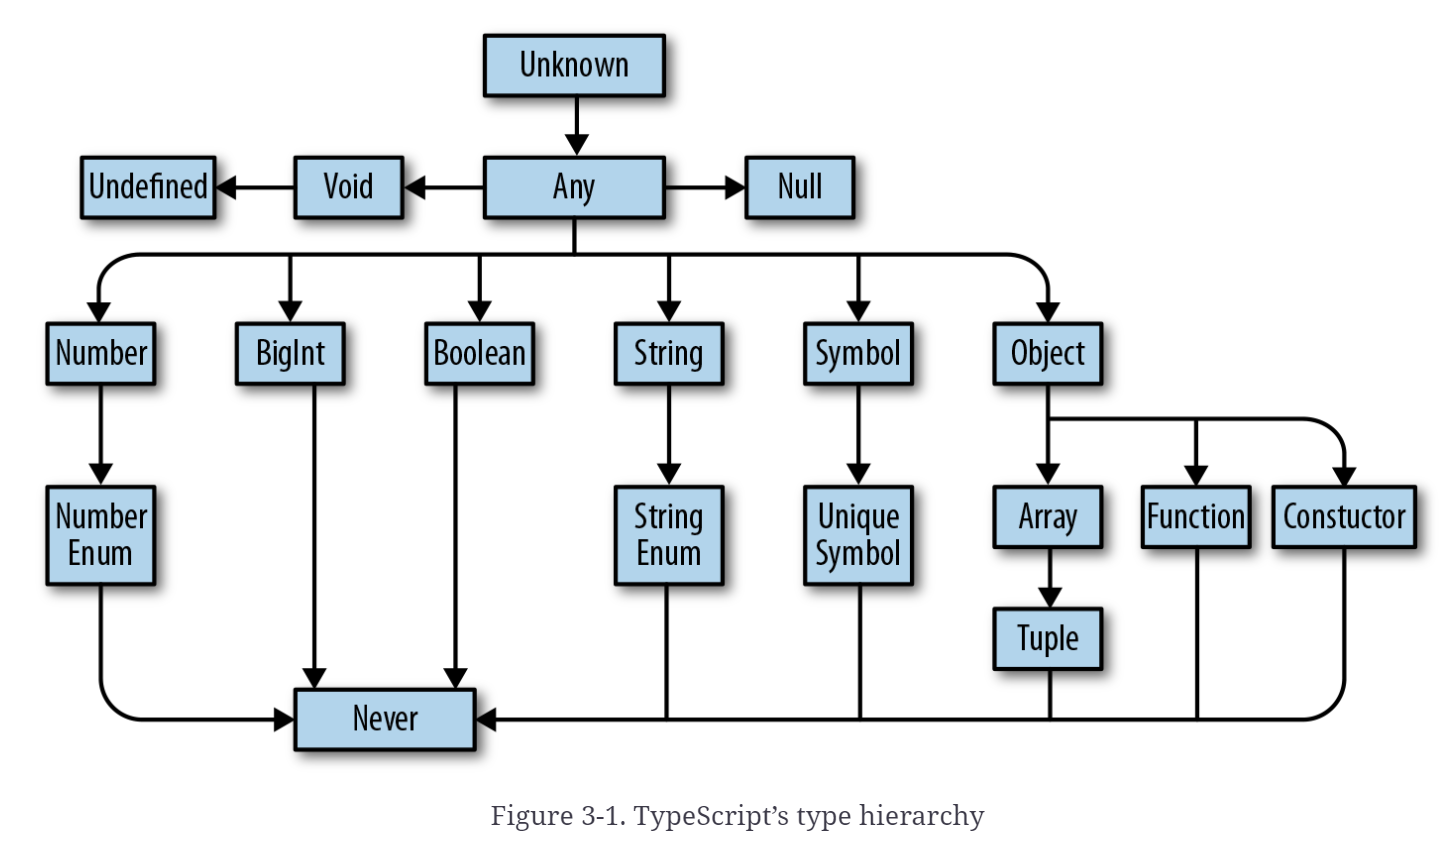 Unknown
Undefined
Void
Any
Null
Number
BigInt
Boolean
String
Symbol
Object
Number
Enum
String
Enum
Unique
Symbol
Array
Function
Constuctor
Tuple
Never
Figure 3-1. TypeScript’s type hierarchy